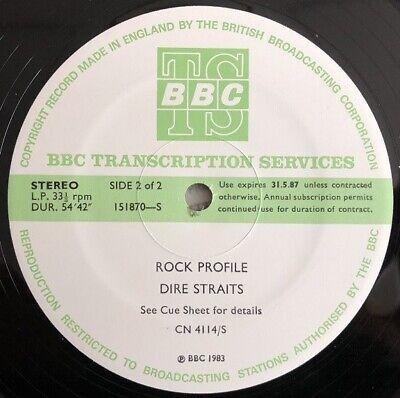 COPYRIGHT RECORD MADE IN ENGLAND BY THE BRITISH BROADCASTING CORPORATION
TS
BBC
BBC TRANSCRIPTION SERVICES
STEREO
L.P. 33⅓ rpm
DUR. 54'42"
SIDE 2 of 2
151870—S
Use expires 31.5.87 unless contracted
otherwise. Annual subscription permits
continued use for duration of contract.
ROCK PROFILE
DIRE STRAITS
See Cue Sheet for details
CN 4114/S
℗ BBC 1983
REPRODUCTION RESTRICTED TO BROADCASTING STATIONS AUTHORISED BY THE BBC